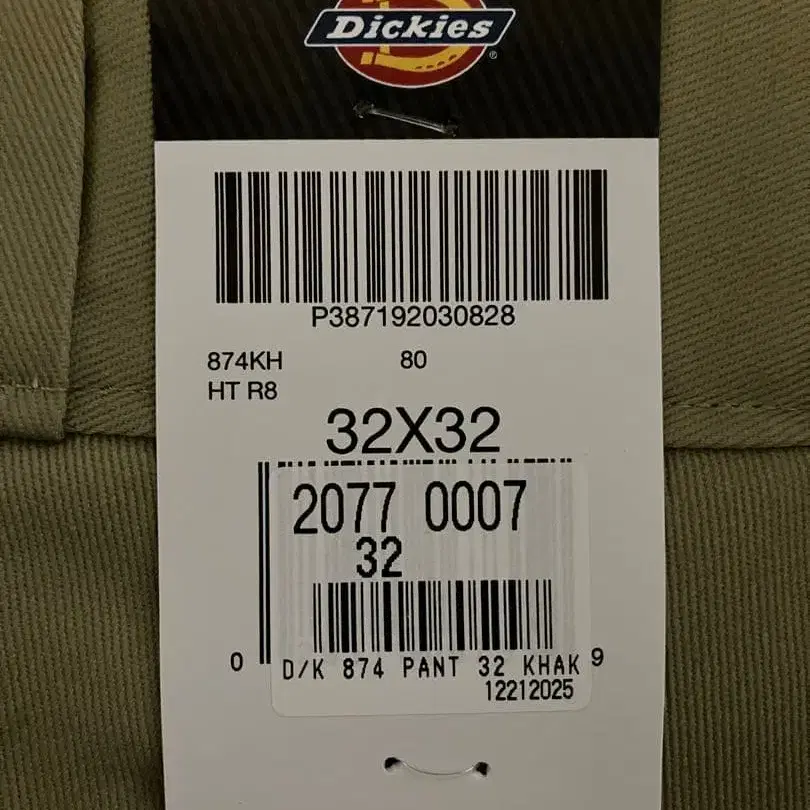 Dickies®
P387192030828
874KH 80
HT R8
32X32
2077 0007
32
0 D/K 874 PANT 32 KHAK 9
12212025